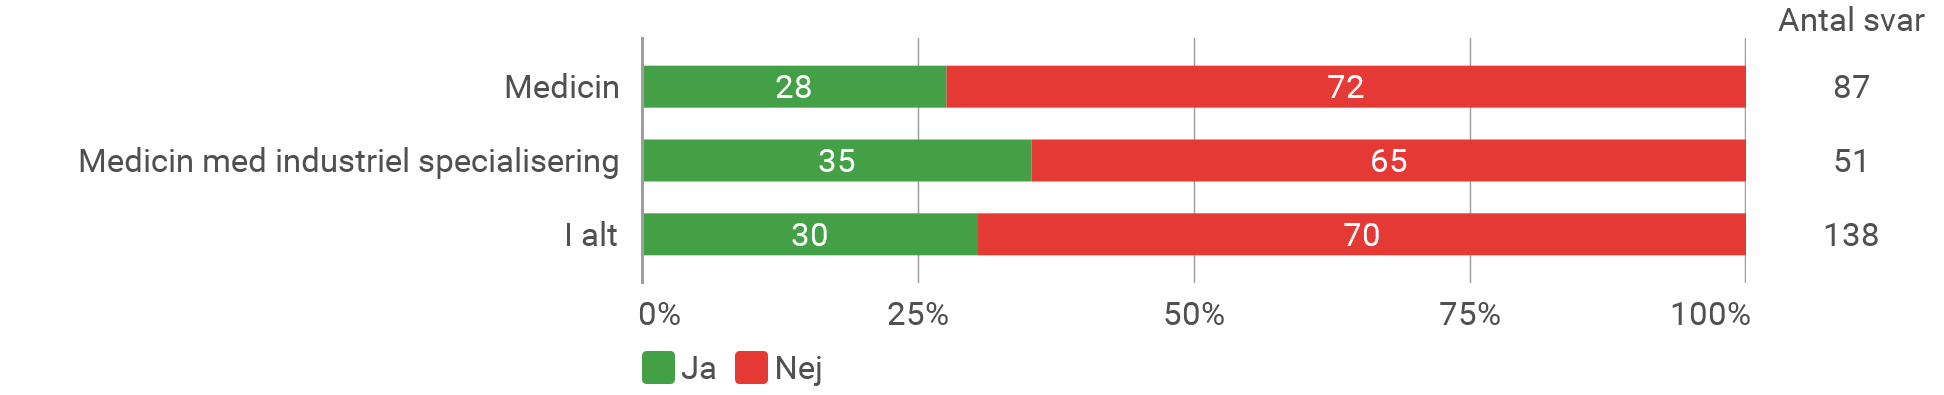 Antal svar
Medicin 28 72 87
Medicin med industriel specialisering 35 65 51
I alt 30 70 138
0% 25% 50% 75% 100%
Ja Nej